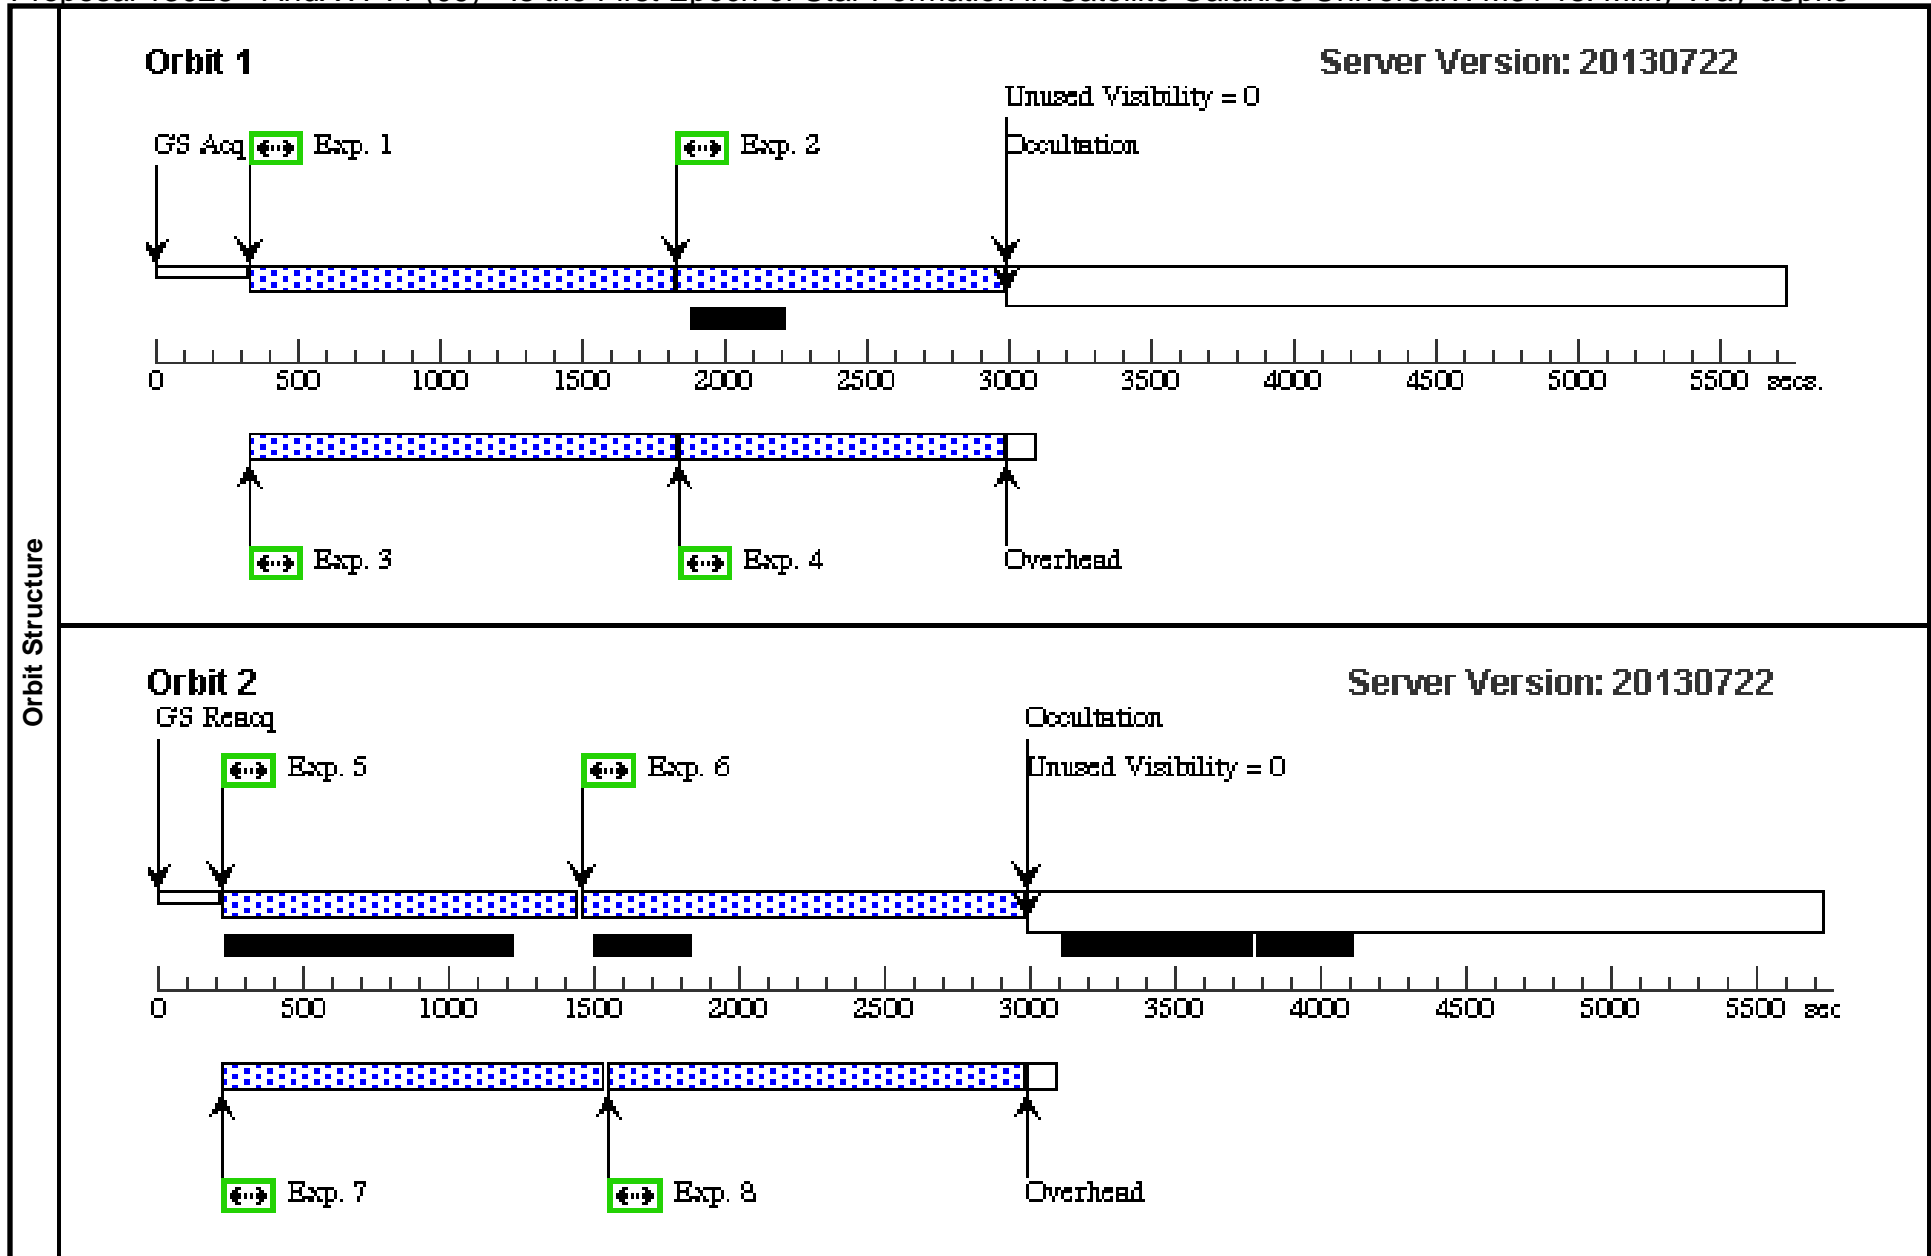 Orbit Structure
Orbit 1
Server Version: 20130722
Unused Visibility = 0
GS Acq
Exp. 1
Exp. 2
Occultation
0 500 1000 1500 2000 2500 3000 3500 4000 4500 5000 5500 secs.
Exp. 3
Exp. 4
Overhead
Orbit 2
Server Version: 20130722
GS Reacq
Occultation
Exp. 5
Exp. 6
Unused Visibility = 0
0 500 1000 1500 2000 2500 3000 3500 4000 4500 5000 5500 sec
Exp. 7
Exp. 8
Overhead